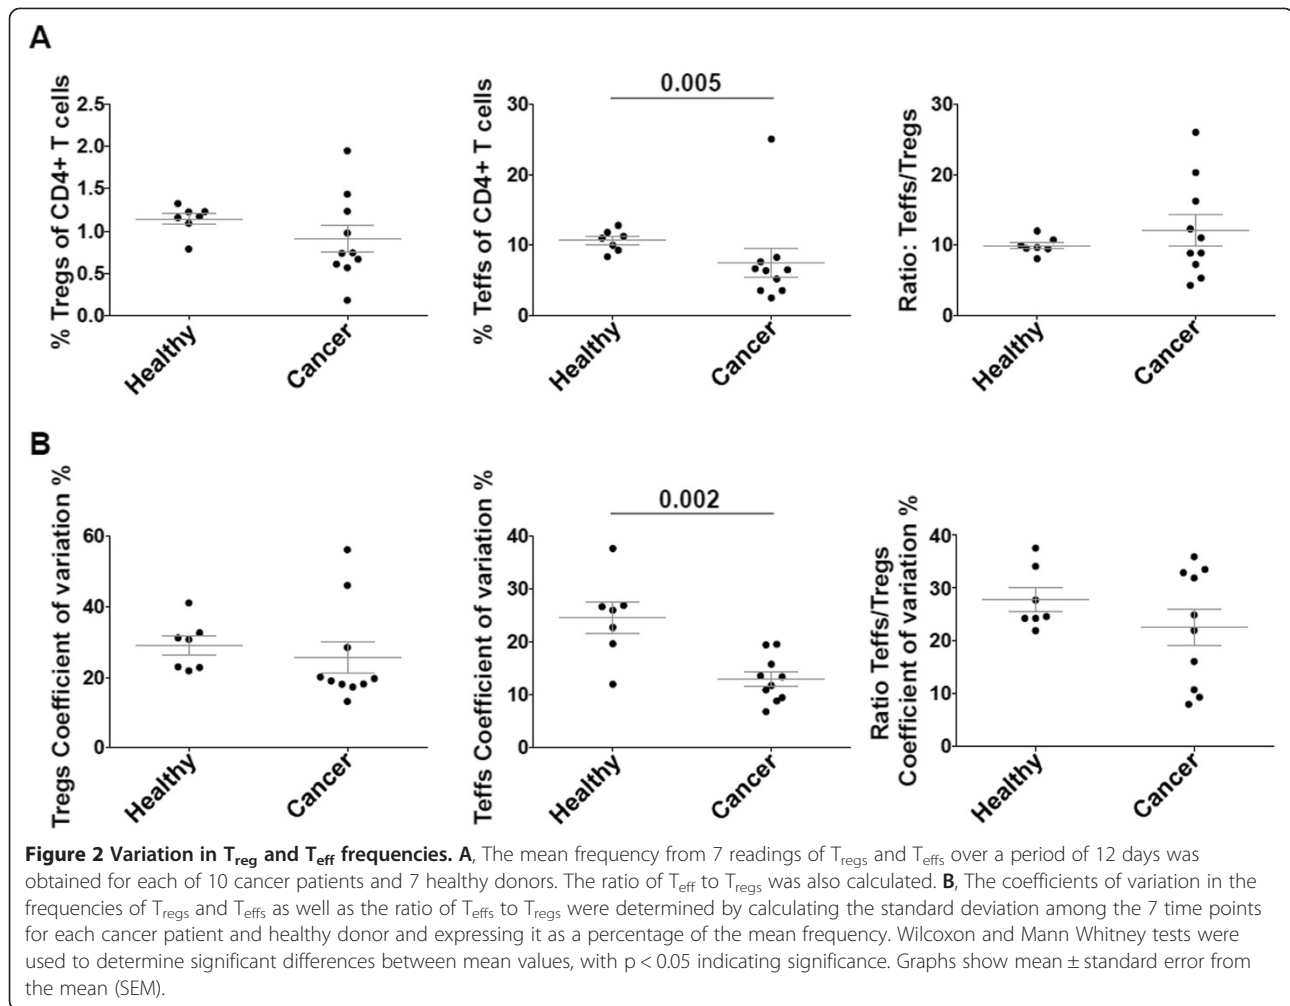 A
% Tregs of CD4+ T cells
2.5
2.0
1.5
1.0
0.5
0.0
Healthy
Cancer
% Teffs of CD4+ T cells
0.005
30
20
10
0
Healthy
Cancer
Ratio: Teffs/Tregs
30
20
10
0
Healthy
Cancer
B
Tregs Coefficient of variation %
60
40
20
0
Healthy
Cancer
Teffs Coefficient of variation %
0.002
40
30
20
10
0
Healthy
Cancer
Ratio Teffs/Tregs
Coefficient of variation %
40
30
20
10
0
Healthy
Cancer
Figure 2 Variation in Treg and Teff frequencies. A, The mean frequency from 7 readings of Tregs and Teffs over a period of 12 days was
obtained for each of 10 cancer patients and 7 healthy donors. The ratio of Teff to Tregs was also calculated. B, The coefficients of variation in the
frequencies of Tregs and Teffs as well as the ratio of Teffs to Tregs were determined by calculating the standard deviation among the 7 time points
for each cancer patient and healthy donor and expressing it as a percentage of the mean frequency. Wilcoxon and Mann Whitney tests were
used to determine significant differences between mean values, with p < 0.05 indicating significance. Graphs show mean ± standard error from
the mean (SEM).